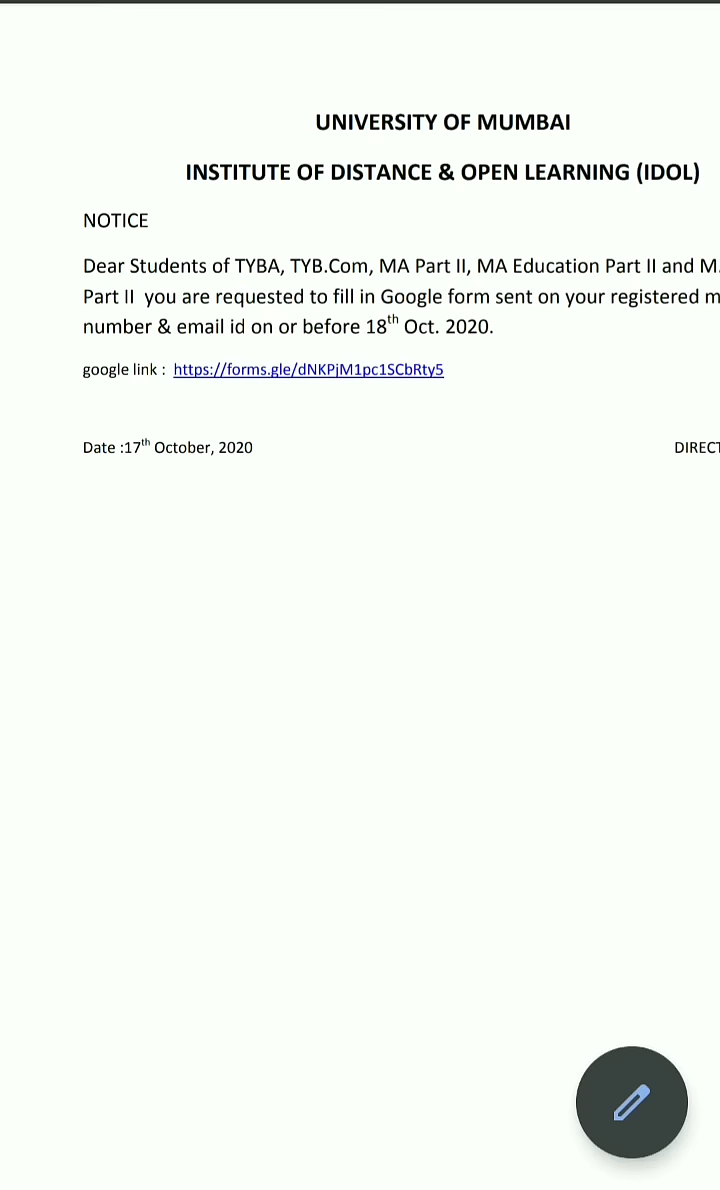 UNIVERSITY OF MUMBAI
INSTITUTE OF DISTANCE & OPEN LEARNING (IDOL)
NOTICE
Dear Students of TYBA, TYB.Com, MA Part II, MA Education Part II and M.
Part II you are requested to fill in Google form sent on your registered m
number & email id on or before 18th Oct. 2020.
google link : https://forms.gle/dNKPjM1pc1SCbRty5
Date :17th October, 2020 DIRECT